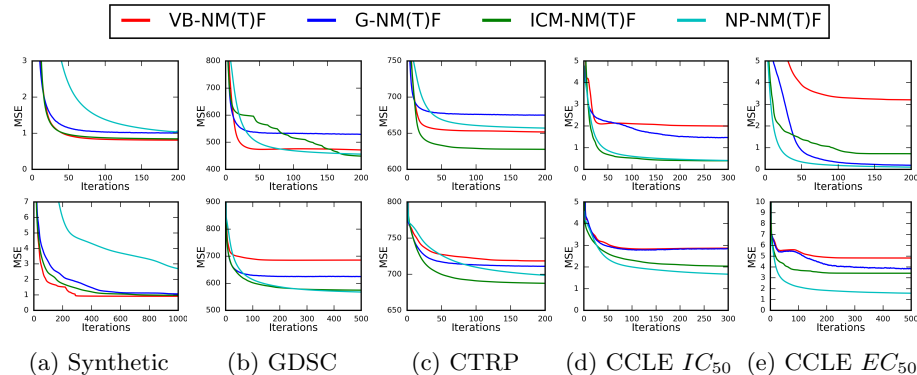 VB-NM(T)F G-NM(T)F ICM-NM(T)F NP-NM(T)F
3 800 750 5 5
2 700 700 4 4
1 600 650 3 3
0 500 600 2 2
400 1 1
0 0
MSE MSE MSE MSE MSE
0 50 100 150 200 0 50 100 150 200 0 50 100 150 200 0 50 100 150 200 250 300 0 50 100 150 200
Iterations Iterations Iterations Iterations Iterations
7 900 800 5 10
6 800 750 4 9
5 700 700 3 8
4 600 650 2 7
3 500 1 6
2 0 5
1 4
0 3
2
1
0
MSE MSE MSE MSE MSE
0 200 400 600 800 1000 0 50 100 150 200 0 50 100 150 200 0 50 100 150 200 250 300 0 100 200 300 400 500
Iterations Iterations Iterations Iterations Iterations
(a) Synthetic (b) GDSC (c) CTRP (d) CCLE IC50 (e) CCLE EC50